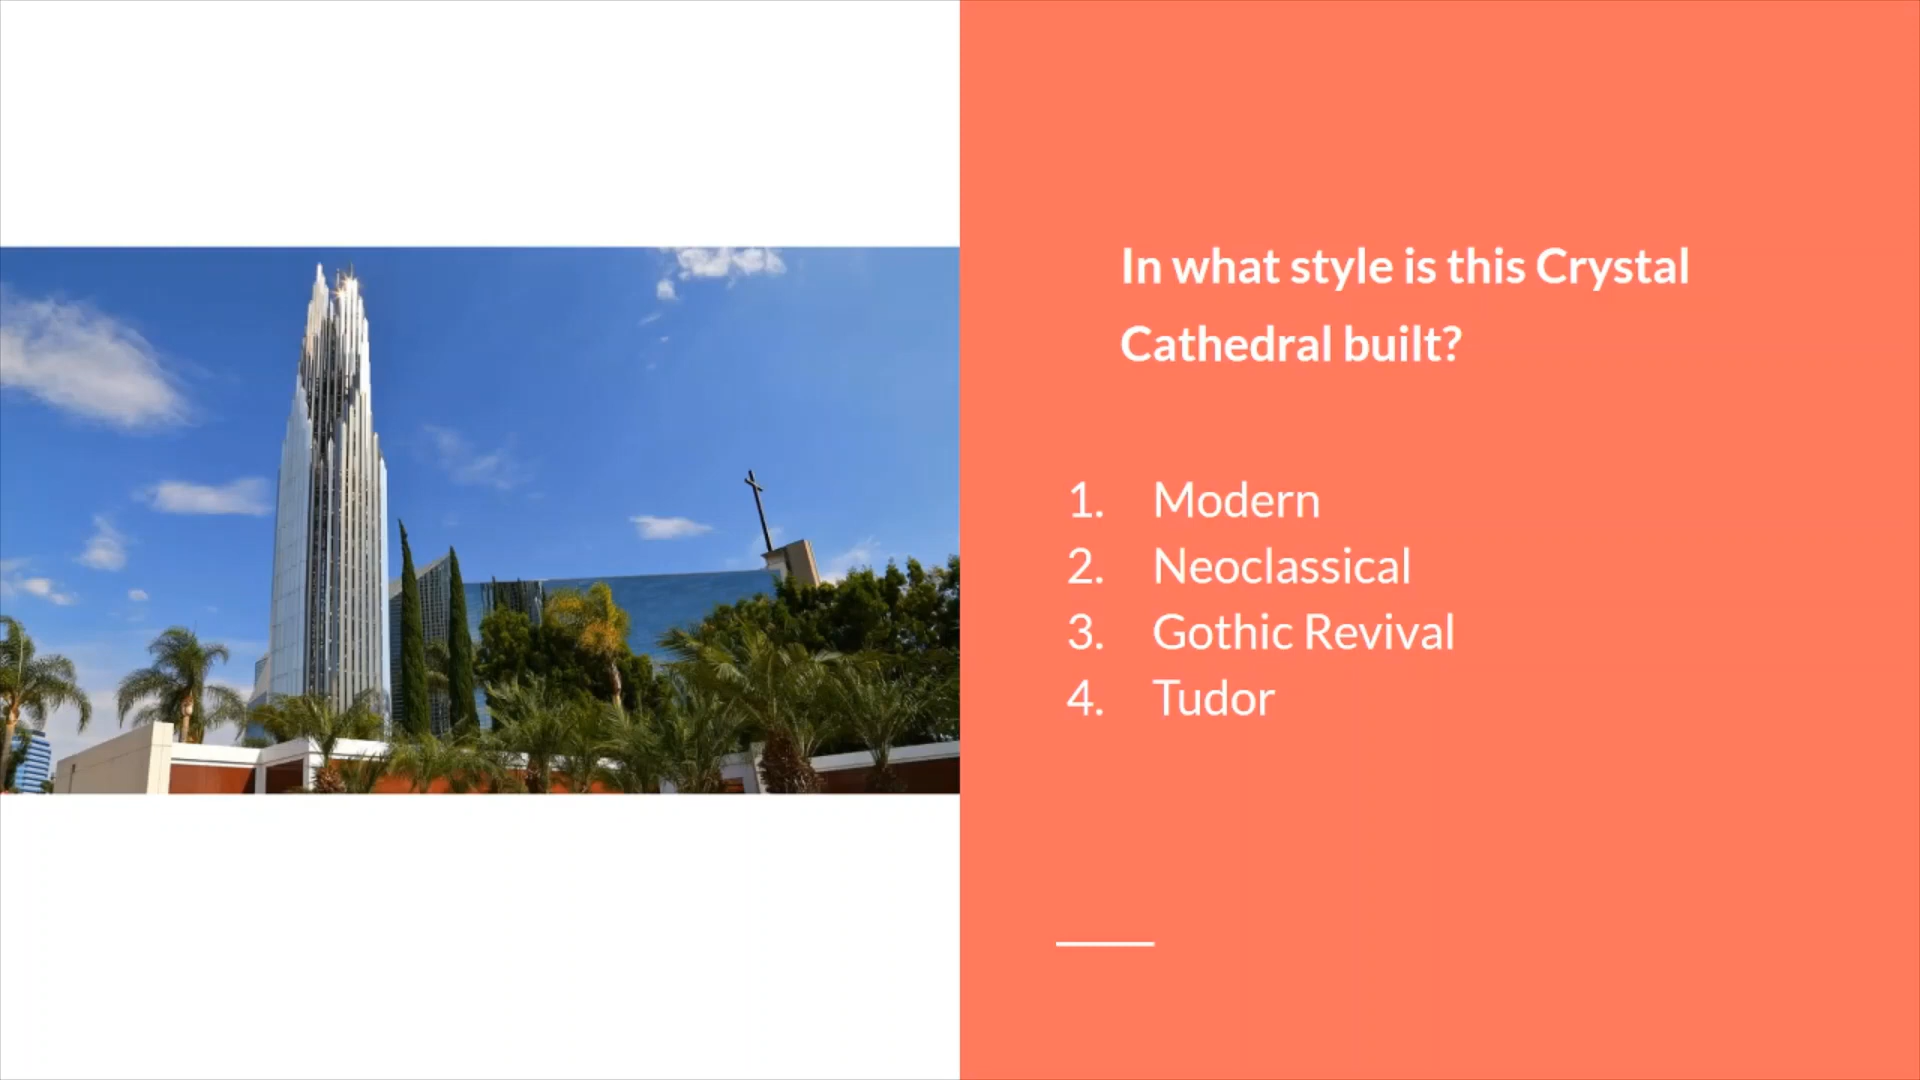 In what style is this Crystal
Cathedral built?
1. Modern
2. Neoclassical
3. Gothic Revival
4. Tudor